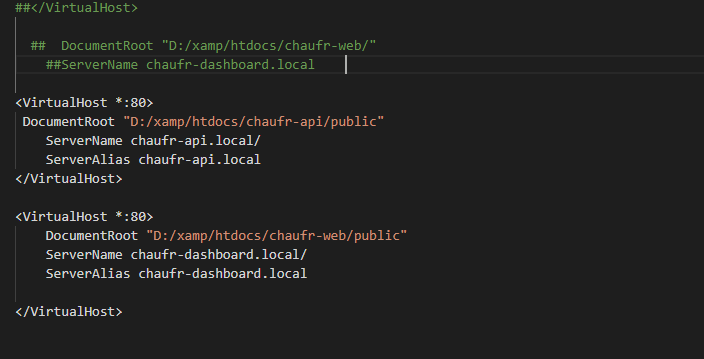 ##</VirtualHost>
##  DocumentRoot "D:/xamp/htdocs/chaufr-web/"
##ServerName chaufr-dashboard.local
<VirtualHost *:80>
DocumentRoot "D:/xamp/htdocs/chaufr-api/public"
ServerName chaufr-api.local/
ServerAlias chaufr-api.local
</VirtualHost>
<VirtualHost *:80>
DocumentRoot "D:/xamp/htdocs/chaufr-web/public"
ServerName chaufr-dashboard.local/
ServerAlias chaufr-dashboard.local
</VirtualHost>